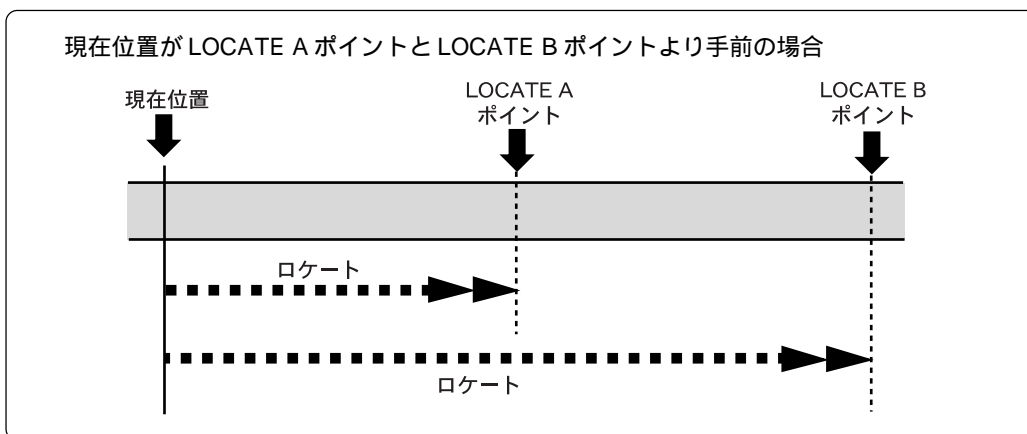 現在位置が LOCATE A ポイントと LOCATE B ポイントより手前の場合
現在位置
LOCATE A
ポイント
LOCATE B
ポイント
ロケート
ロケート